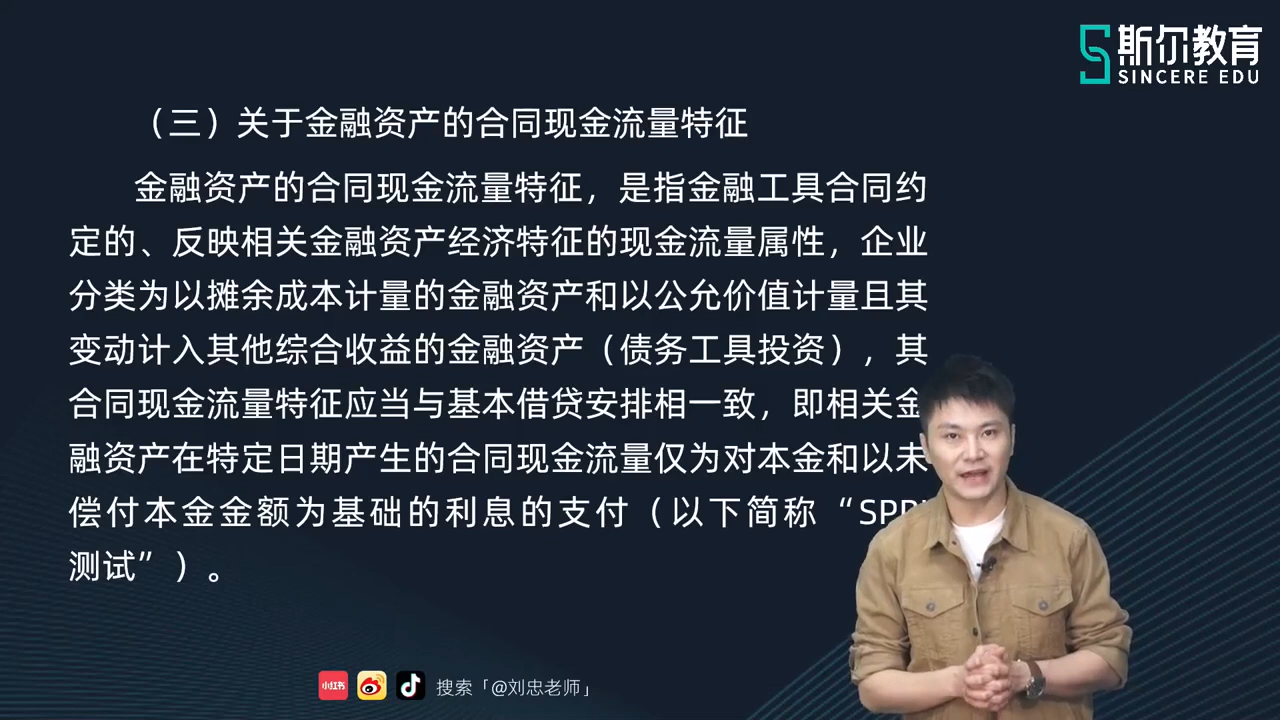 斯尔教育
SINCERE EDU
（三）关于金融资产的合同现金流量特征
金融资产的合同现金流量特征，是指金融工具合同约
定的、反映相关金融资产经济特征的现金流量属性，企业
分类为以摊余成本计量的金融资产和以公允价值计量且其
变动计入其他综合收益的金融资产（债务工具投资），其
合同现金流量特征应当与基本借贷安排相一致，即相关金
融资产在特定日期产生的合同现金流量仅为对本金和以未
偿付本金金额为基础的利息的支付（以下简称“SPPI
测试”）。
小红书
搜索「@刘忠老师」